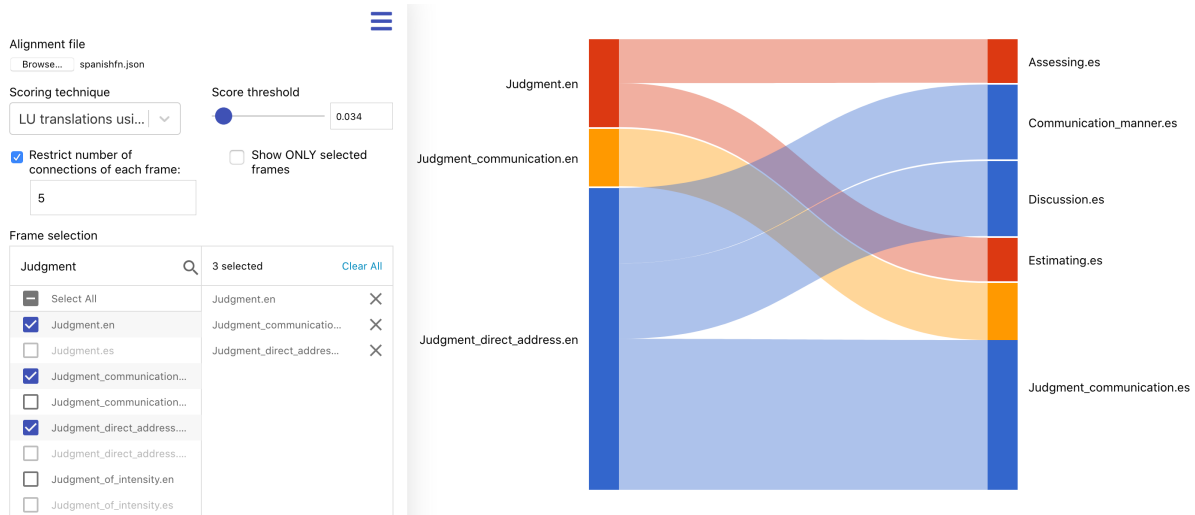 Alignment file
Browse... spanishfn.json
Scoring technique
Score threshold
LU translations usi...
0.034
Restrict number of
connections of each frame:
Show ONLY selected
frames
5
Frame selection
Judgment
3 selected
Clear All
Select All
Judgment.en
Judgment.es
Judgment_communication...
Judgment_communication...
Judgment_direct_address....
Judgment_direct_address....
Judgment_of_intensity.en
Judgment_of_intensity.es
Judgment.en
Judgment_communicatio...
Judgment_direct_addres...
Judgment.en
Judgment_communication.en
Judgment_direct_address.en
Assessing.es
Communication_manner.es
Discussion.es
Estimating.es
Judgment_communication.es